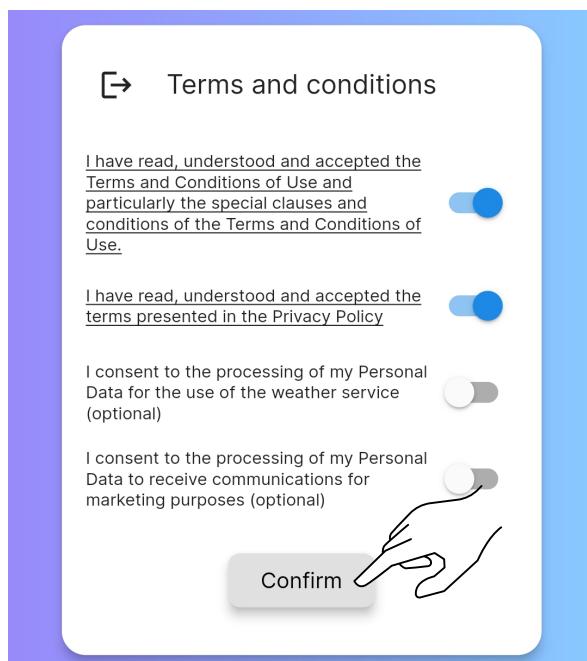 Terms and conditions
I have read, understood and accepted the
Terms and Conditions of Use and
particularly the special clauses and
conditions of the Terms and Conditions of
Use.
I have read, understood and accepted the
terms presented in the Privacy Policy
I consent to the processing of my Personal
Data for the use of the weather service
(optional)
I consent to the processing of my Personal
Data to receive communications for
marketing purposes (optional)
Confirm